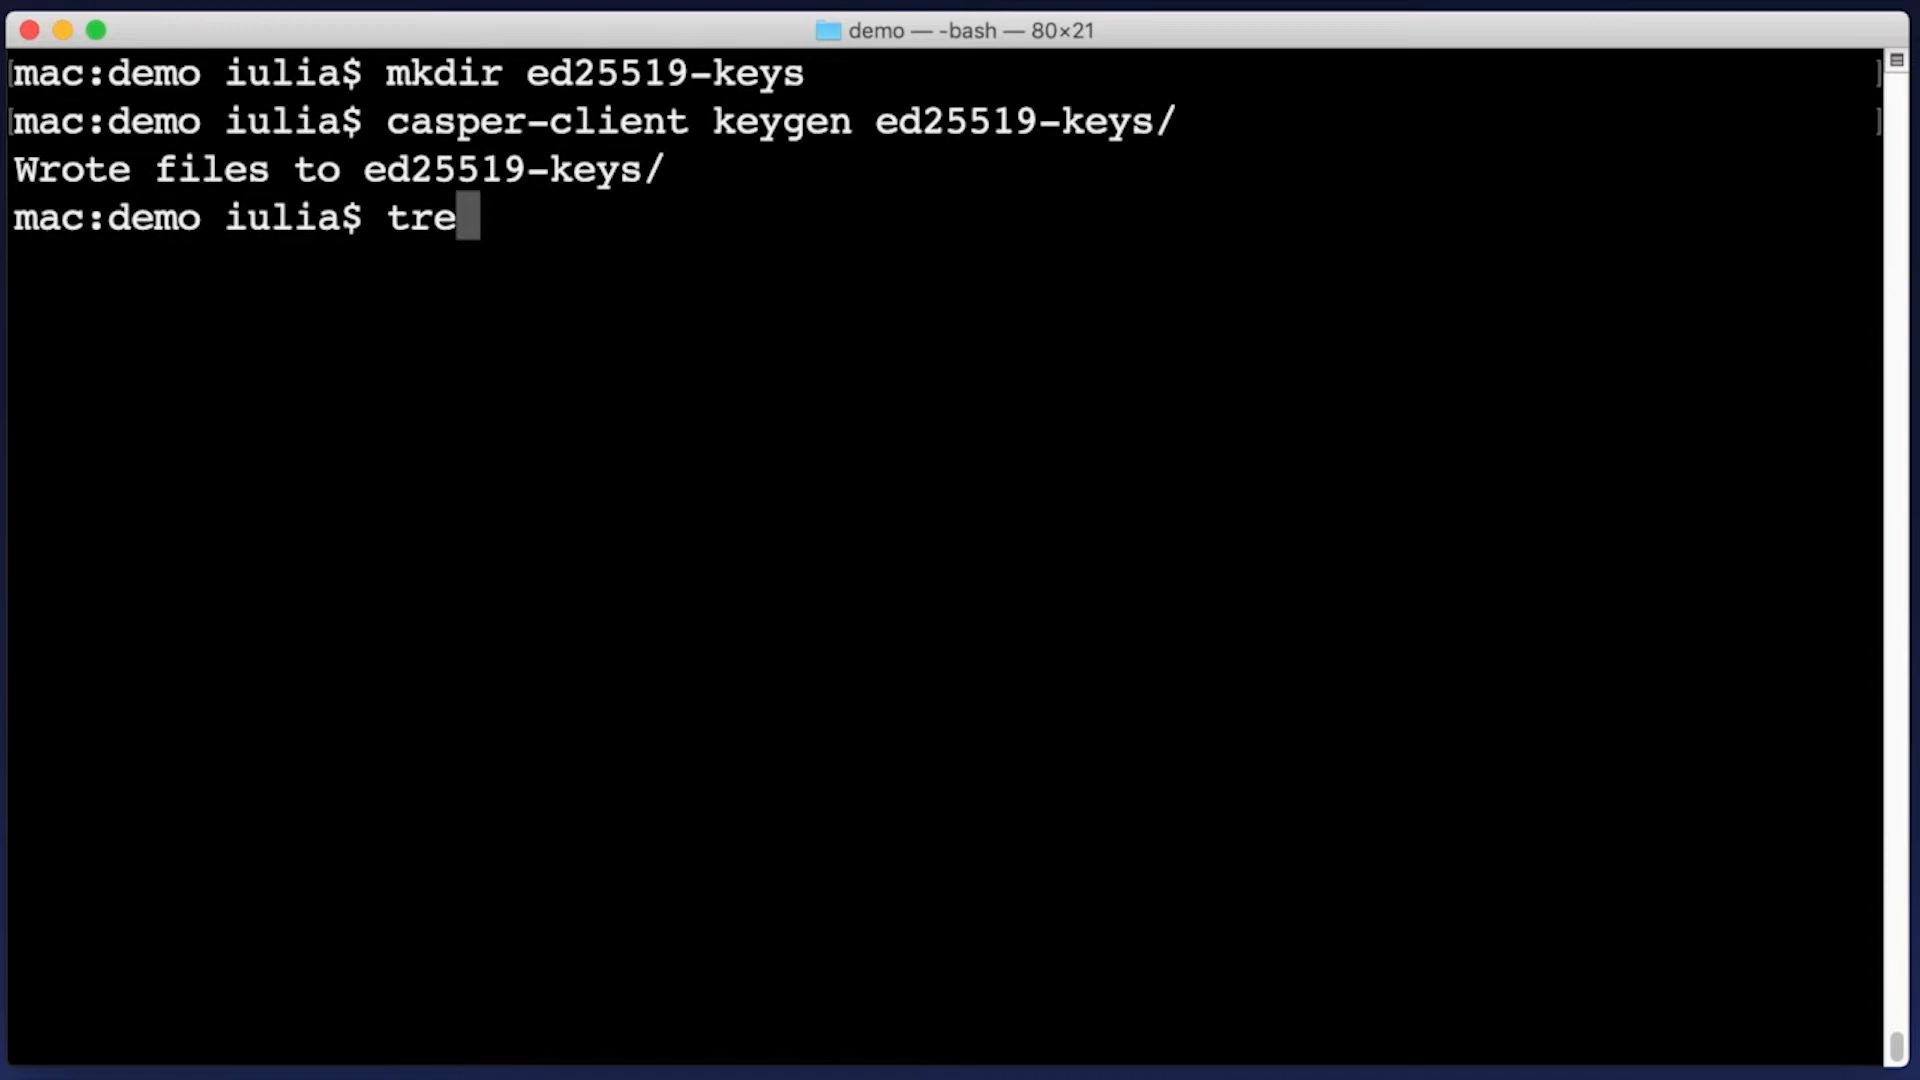 demo — -bash — 80×21
mac:demo iulia$ mkdir ed25519-keys
mac:demo iulia$ casper-client keygen ed25519-keys/
Wrote files to ed25519-keys/
mac:demo iulia$ tre